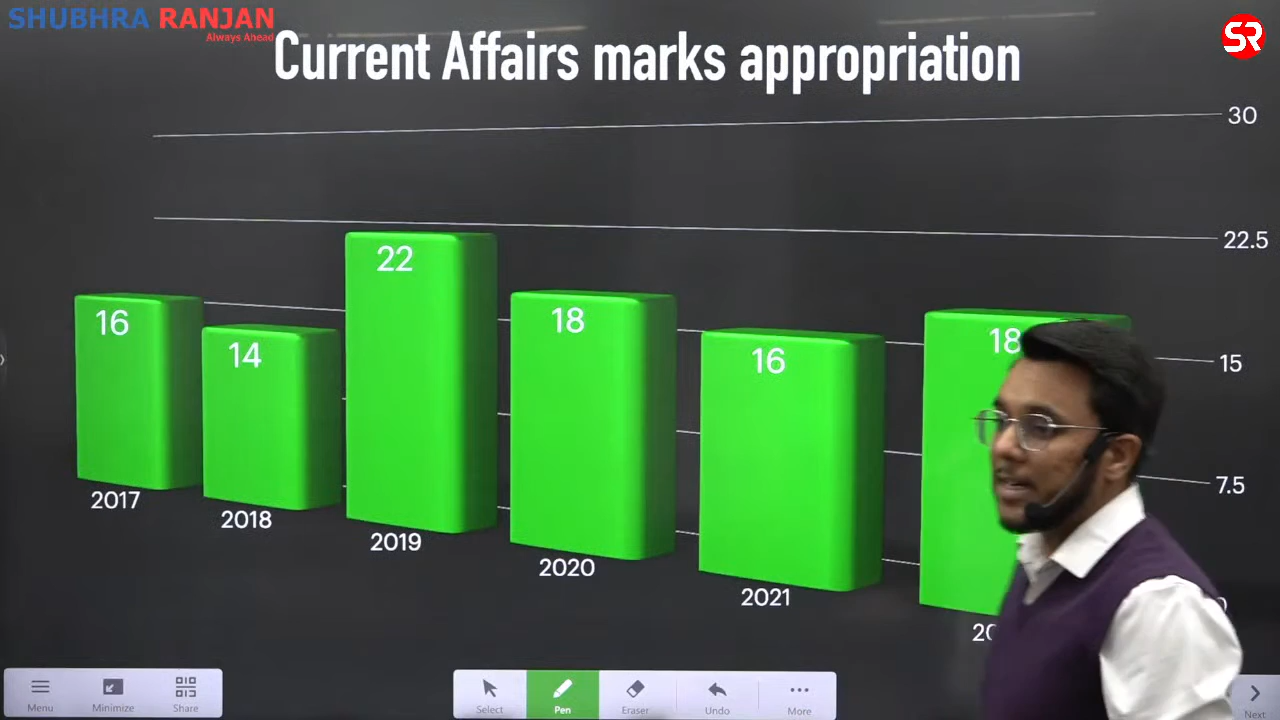 SHUBHRA RANJAN
Always Ahead
SR
Current Affairs marks appropriation
30
22.5
15
7.5
16
14
22
18
16
18
2017
2018
2019
2020
2021
Menu
Minimize
Share
Select
Pen
Eraser
Undo
More
Next